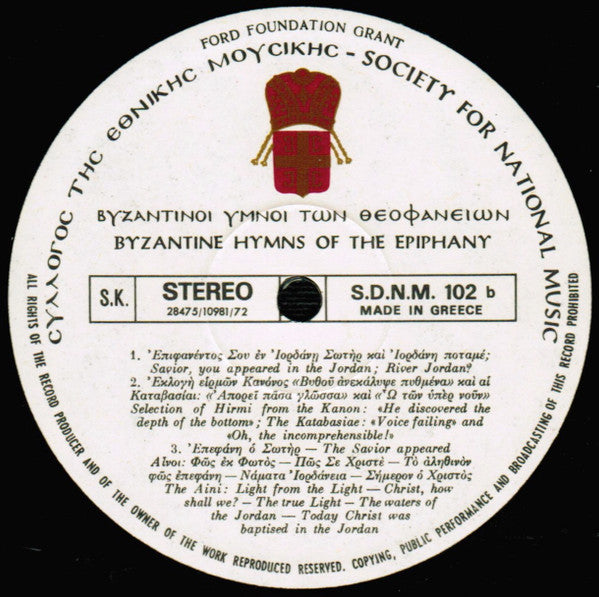 FORD FOUNDATION GRANT
CΥΛΛΟΓΟC ΤΗC ΕΘΝΙΚΗC ΜΟΥCΙΚΗC - SOCIETY FOR NATIONAL MUSIC
ΒΥΖΑΝΤΙΝΟΙ ΥΜΝΟΙ ΤΩΝ ΘΕΟΦΑΝΕΙΩΝ
BYZANTINE HYMNS OF THE EPIPHANY
S.K.
STEREO
28475/10981/72
S.D.N.M. 102 b
MADE IN GREECE
1. Ἐπιφανέντος Σου ἐν Ἰορδάνῃ Σωτὴρ καὶ Ἰορδάνη ποταμέ;
Savior, you appeared in the Jordan; River Jordan?
2. Ἐκλογὴ εἱρμῶν Κανόνος «Βυθοῦ ἀνεκάλυψε πυθμένα» καὶ αἱ
Καταβασίαι: «Ἀπορεῖ πᾶσα γλῶσσα» καὶ «Ὢ τῶν ὑπὲρ νοῦν»
Selection of Hirmi from the Kanon: «He discovered the
depth of the bottom»; The Katabasiae: «Voice failing» and
«Oh, the incomprehensible!»
3. Ἐπεφάνη ὁ Σωτὴρ — The Savior appeared
Αἶνοι: Φῶς ἐκ Φωτὸς — Πῶς Σε Χριστὲ — Τὸ ἀληθινὸν
φῶς ἐπεφάνη — Νάματα Ἰορδάνεια — Σήμερον ὁ Χριστὸς
The Aini: Light from the Light — Christ, how
shall we? — The true Light — The waters of
the Jordan — Today Christ was
baptised in the Jordan
ALL RIGHTS OF THE RECORD PRODUCER AND OF THE OWNER OF THE WORK REPRODUCED RESERVED. COPYING, PUBLIC PERFORMANCE AND BROADCASTING OF THIS RECORD PROHIBITED